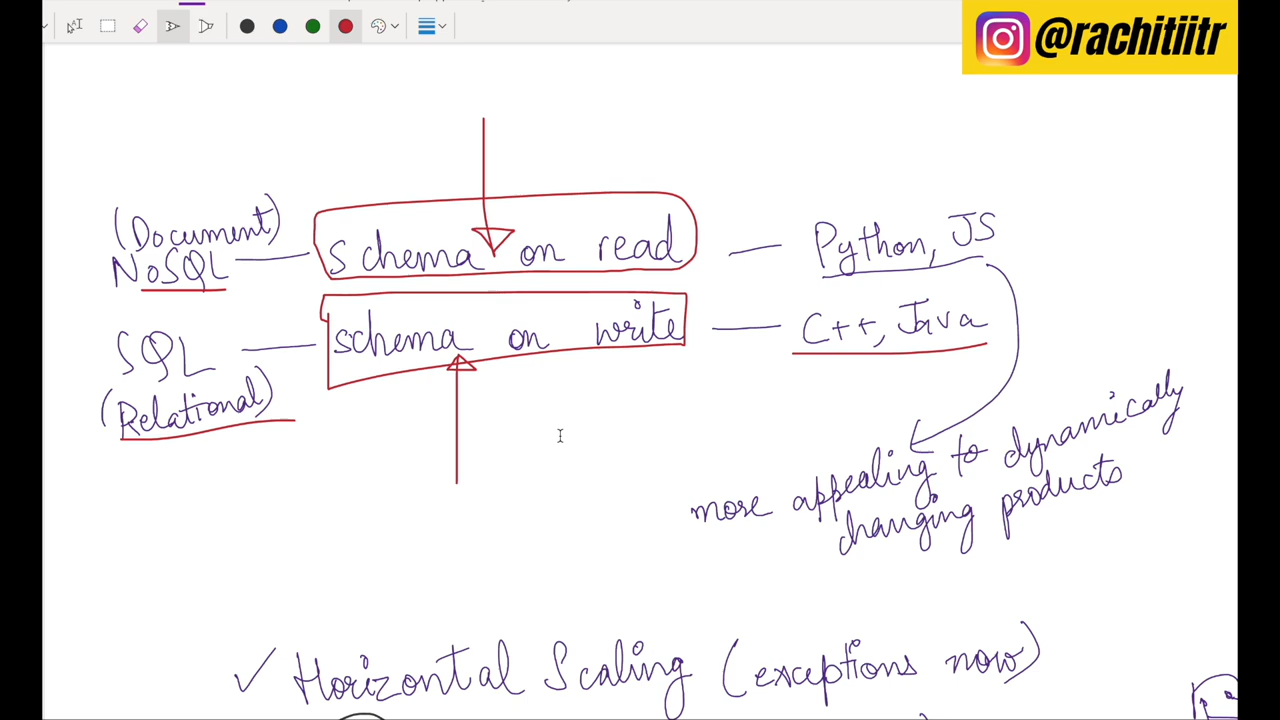 @rachitiitr
(Document)
NoSQL — schema on read — Python, JS
SQL — schema on write — C++, Java
(Relational)
more appealing to dynamically
changing products
✓ Horizontal Scaling (exceptions now)